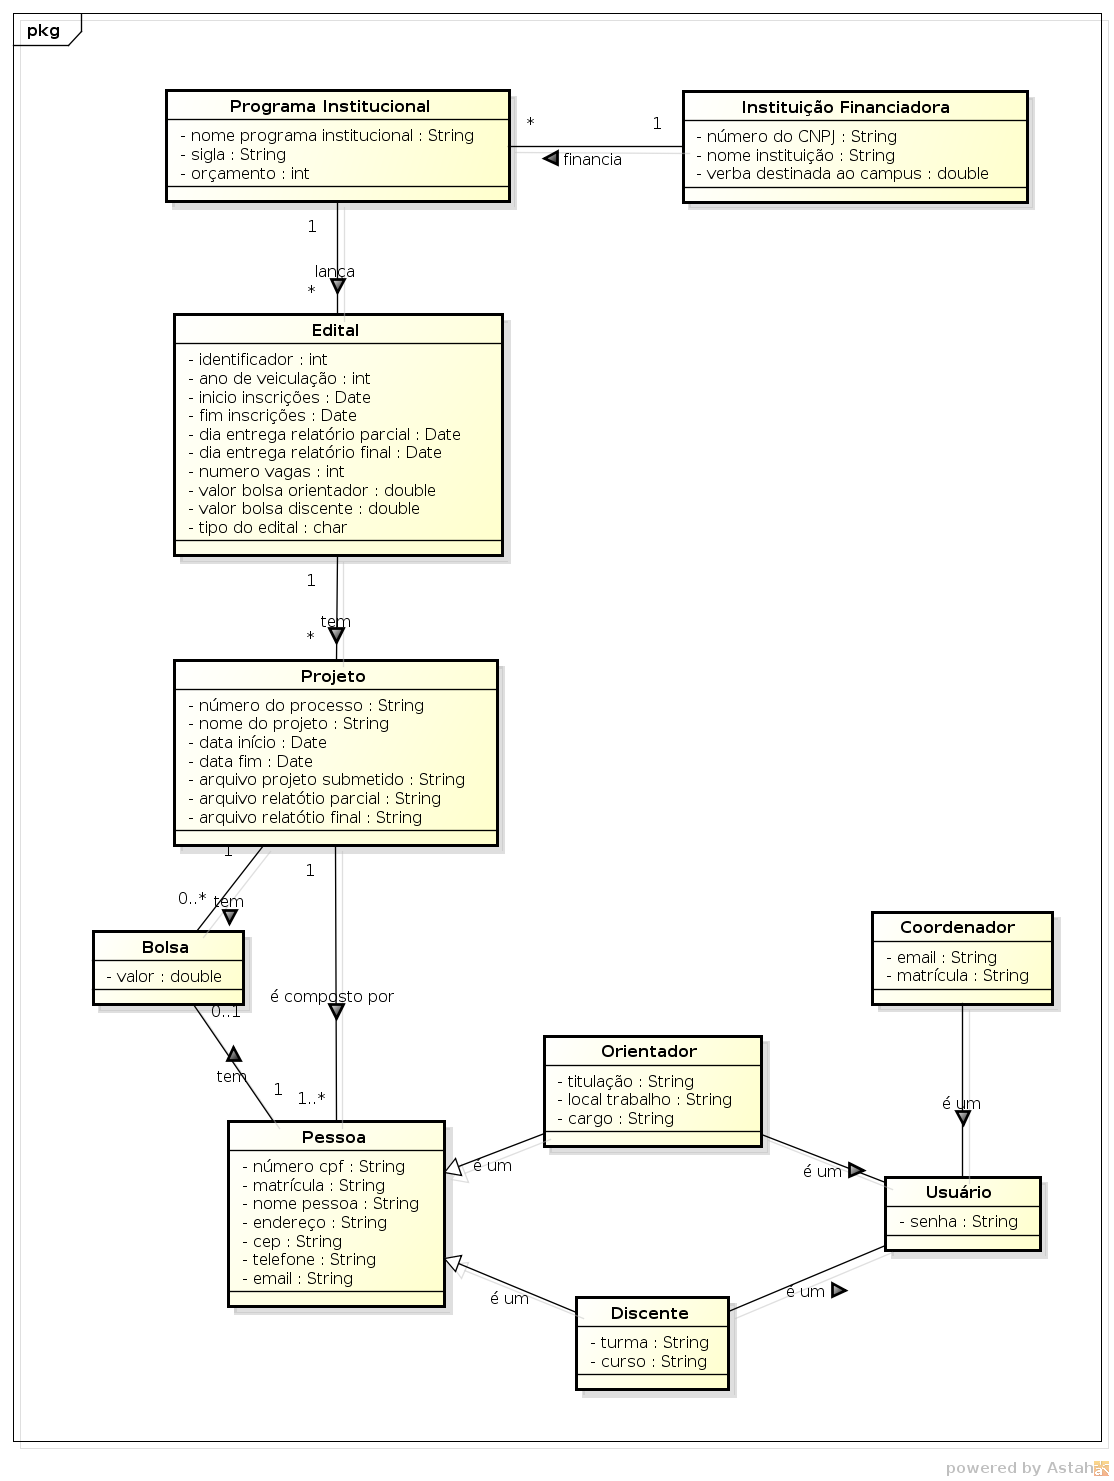 pkg
Programa Institucional
- nome programa institucional : String
- sigla : String
- orçamento : int
*
1
financia
Instituição Financiadora
- número do CNPJ : String
- nome instituição : String
- verba destinada ao campus : double
1
lança
*
Edital
- identificador : int
- ano de veiculação : int
- inicio inscrições : Date
- fim inscrições : Date
- dia entrega relatório parcial : Date
- dia entrega relatório final : Date
- numero vagas : int
- valor bolsa orientador : double
- valor bolsa discente : double
- tipo do edital : char
1
tem
*
Projeto
- número do processo : String
- nome do projeto : String
- data início : Date
- data fim : Date
- arquivo projeto submetido : String
- arquivo relatótio parcial : String
- arquivo relatótio final : String
1
1
0..*
tem
Bolsa
- valor : double
0..1
tem
1
é composto por
1..*
Coordenador
- email : String
- matrícula : String
é um
Orientador
- titulação : String
- local trabalho : String
- cargo : String
é um
é um
Pessoa
- número cpf : String
- matrícula : String
- nome pessoa : String
- endereço : String
- cep : String
- telefone : String
- email : String
Usuário
- senha : String
é um
é um
Discente
- turma : String
- curso : String
powered by Astah